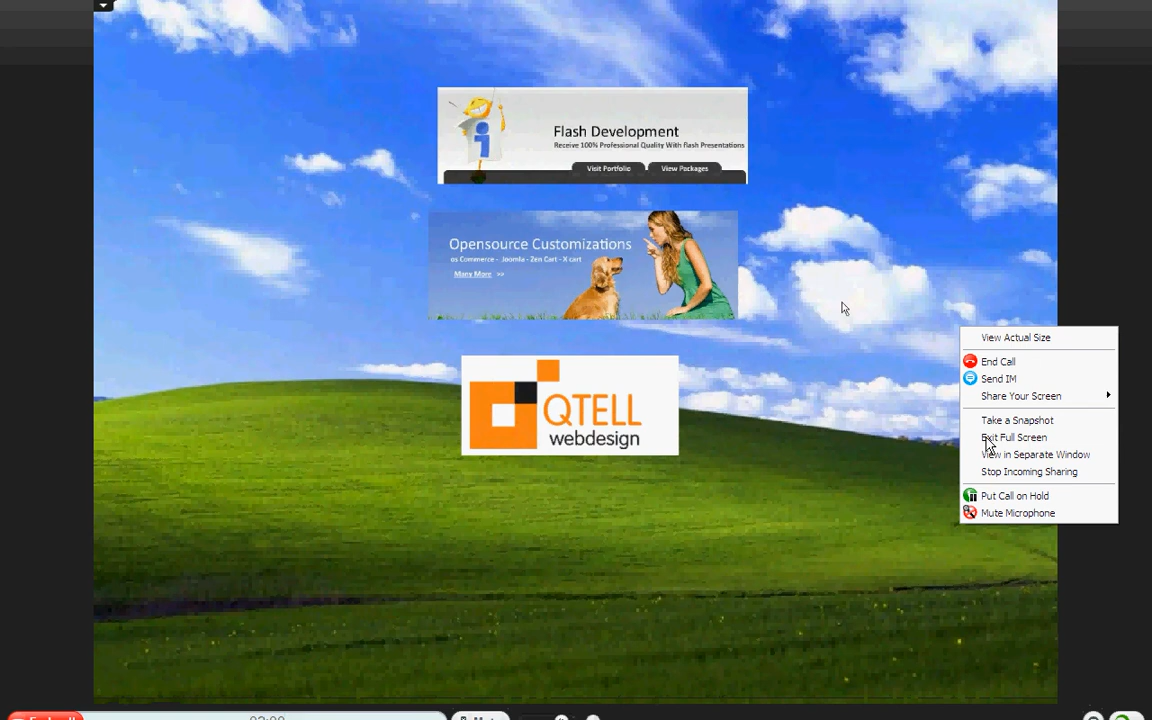 Flash Development
Receive 100% Professional Quality With flash Presentations
Visit Portfolio
View Packages
Opensource Customizations
os Commerce - Joomla - Zen Cart - X cart
Many More >>
QTELL
webdesign
View Actual Size
End Call
Send IM
Share Your Screen
Take a Snapshot
Exit Full Screen
View in Separate Window
Stop Incoming Sharing
Put Call on Hold
Mute Microphone